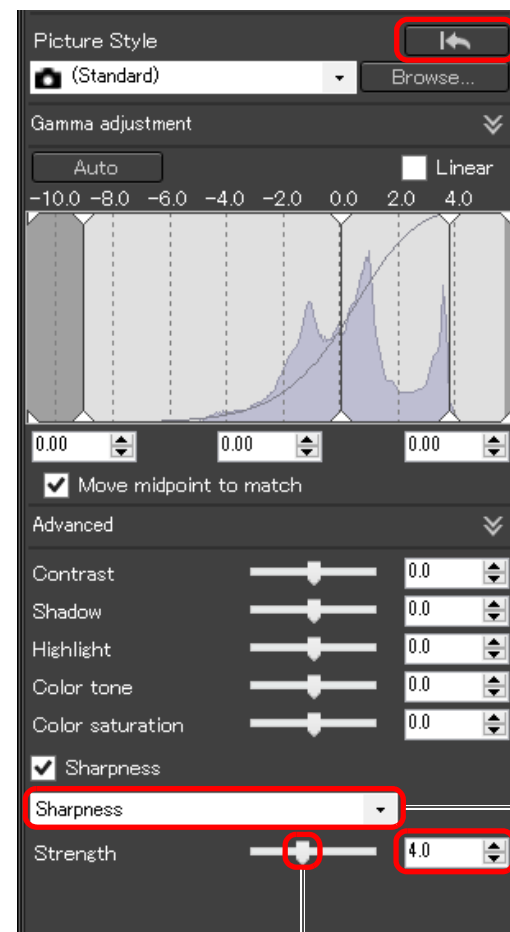 Picture Style
(Standard)
Browse...
Gamma adjustment
Auto
Linear
-10.0 -8.0 -6.0 -4.0 -2.0 0.0 2.0 4.0
0.00 0.00 0.00
Move midpoint to match
Advanced
Contrast 0.0
Shadow 0.0
Highlight 0.0
Color tone 0.0
Color saturation 0.0
Sharpness
Sharpness
Strength 4.0